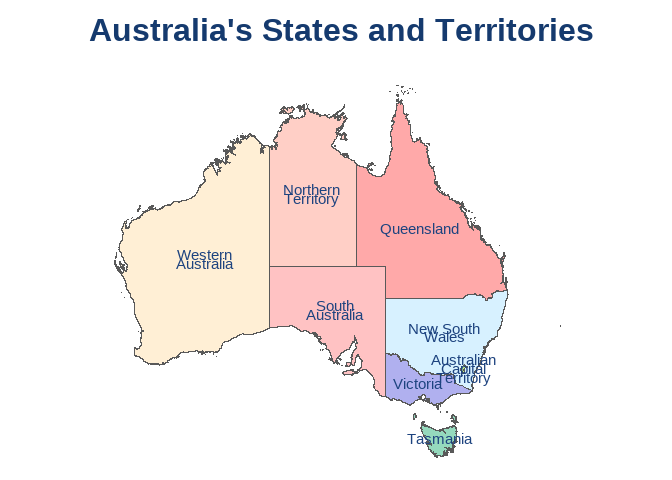 Australia's States and Territories
Northern
Territory
Queensland
Western
Australia
South
Australia
New South
Wales
Australian
Capital
Territory
Victoria
Tasmania